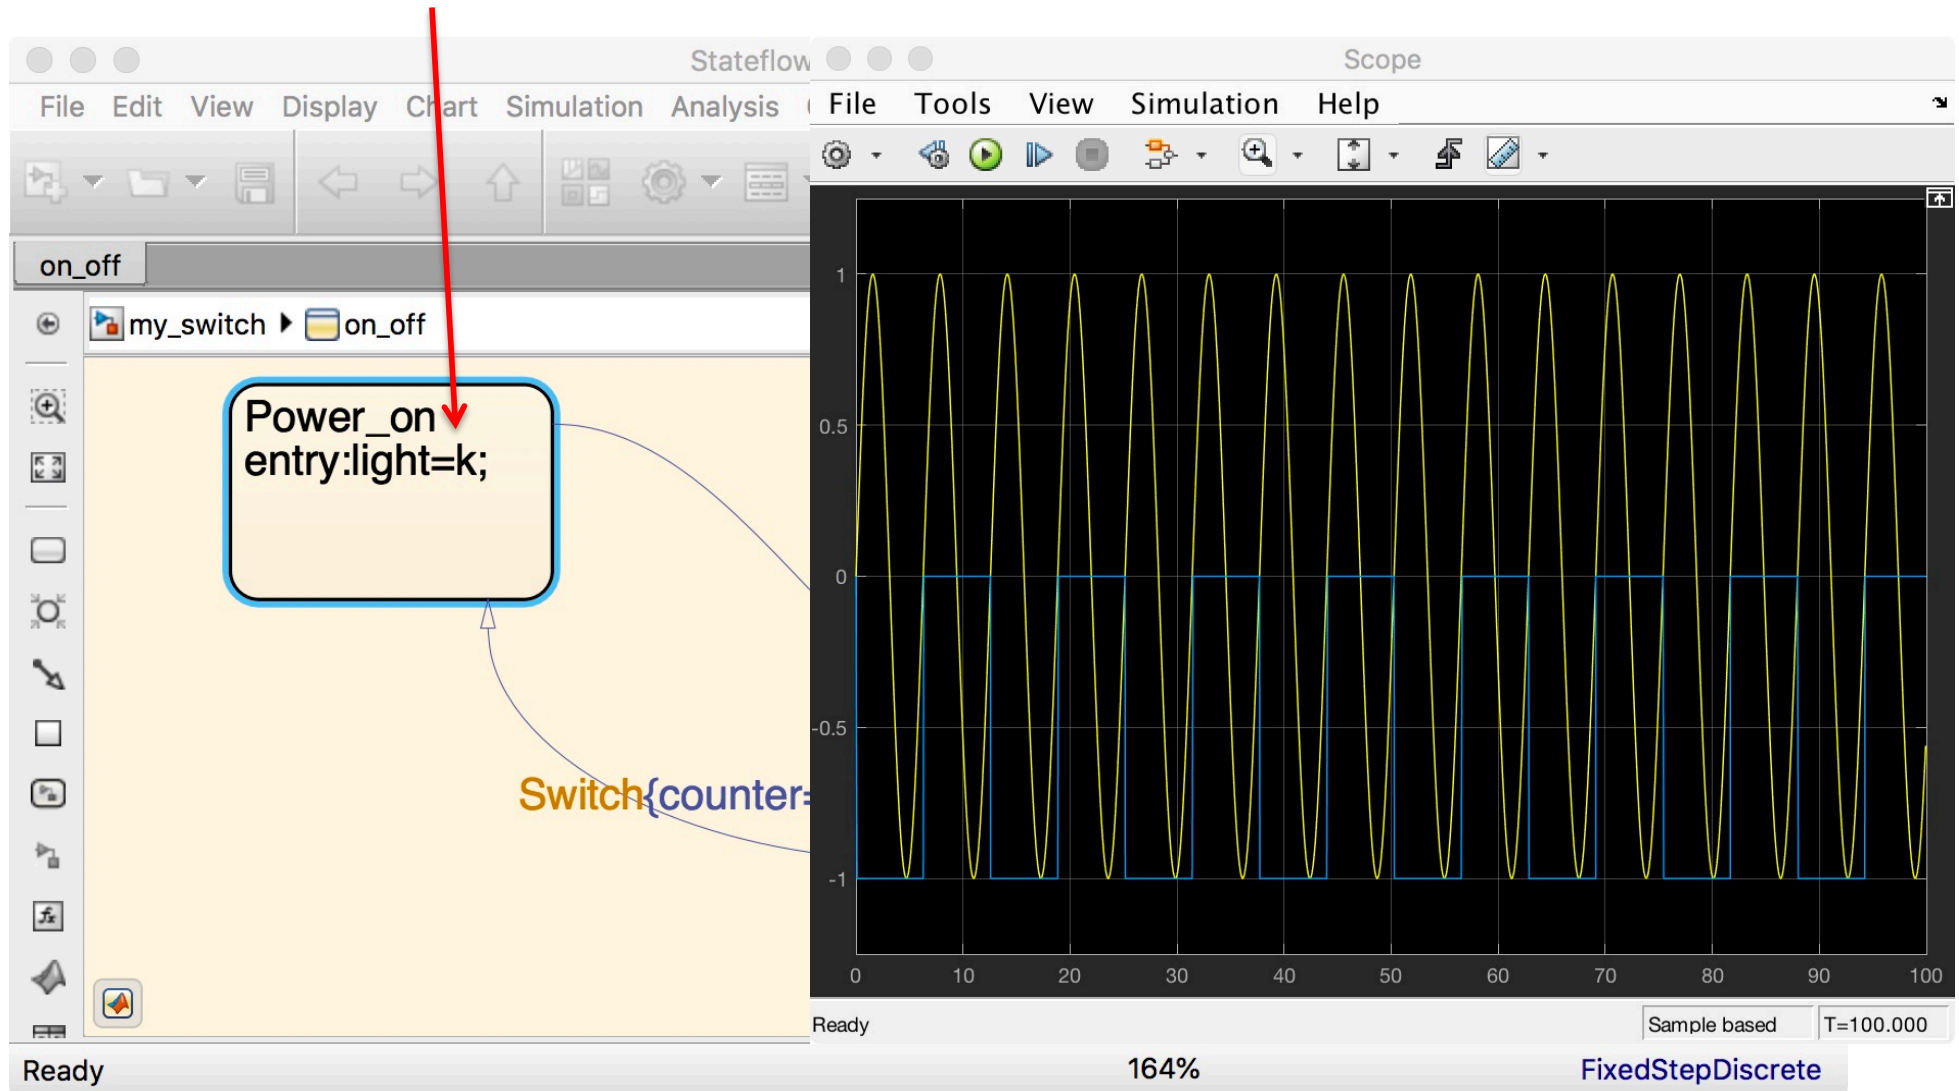 Stateflow
File Edit View Display Chart Simulation Analysis
on_off
my_switch on_off
Power_on
entry:light=k;
Switch{counter=
Scope
File Tools View Simulation Help
1
0.5
0
-0.5
-1
0 10 20 30 40 50 60 70 80 90 100
Ready Sample based T=100.000
Ready 164% FixedStepDiscrete